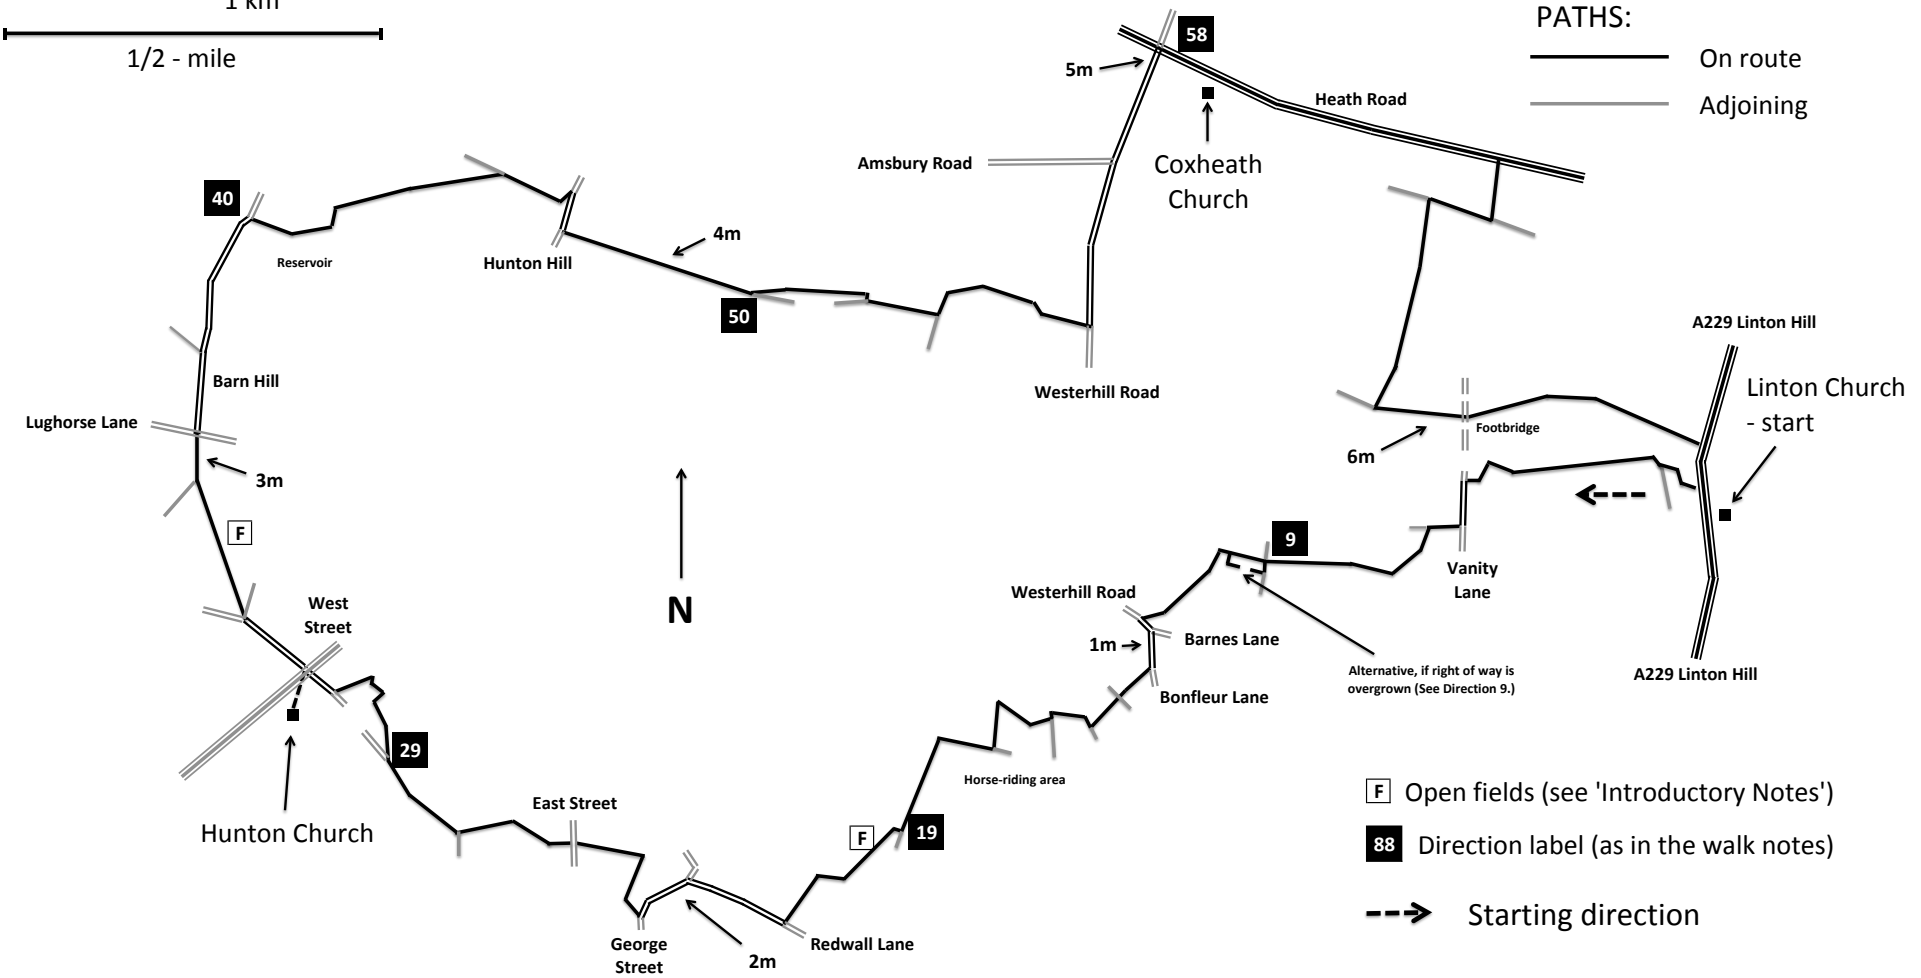 1 km
1/2 - mile
PATHS:
On route
Adjoining
58
5m
Heath Road
Amsbury Road
Coxheath
Church
40
Reservoir
Hunton Hill
4m
50
Westerhill Road
A229 Linton Hill
Linton Church
- start
Barn Hill
Lughorse Lane
3m
Footbridge
6m
F
N
9
Vanity
Lane
West
Street
Westerhill Road
Barnes Lane
1m
Alternative, if right of way is
overgrown (See Direction 9.)
A229 Linton Hill
Bonfleur Lane
29
Horse-riding area
East Street
Hunton Church
F
19
George
Street
2m
Redwall Lane
F Open fields (see 'Introductory Notes')
88 Direction label (as in the walk notes)
Starting direction